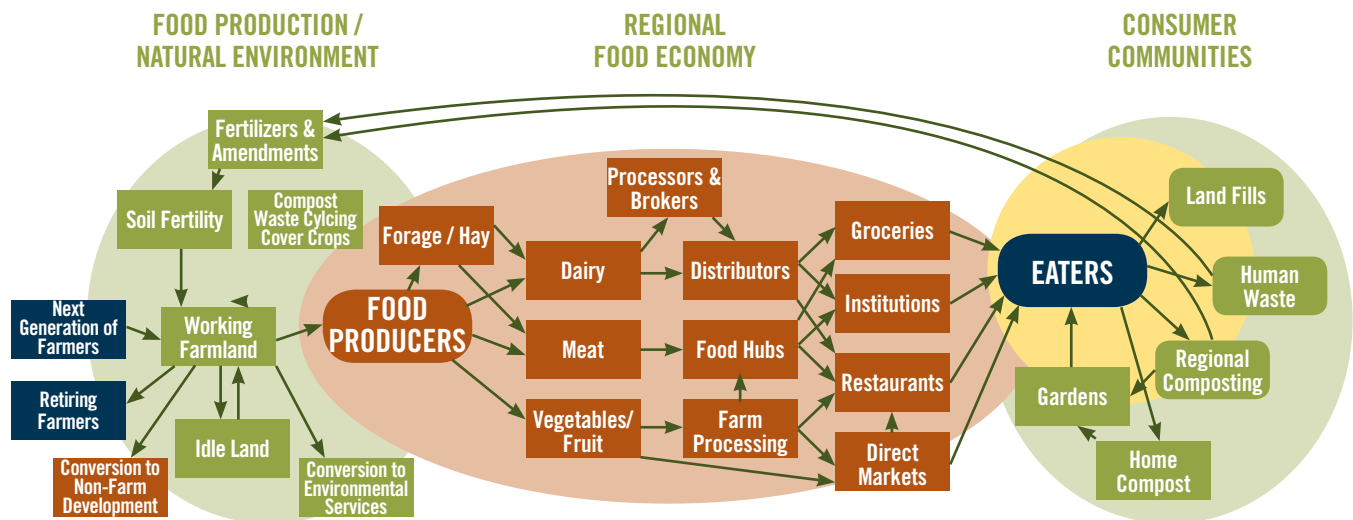 FOOD PRODUCTION /
NATURAL ENVIRONMENT
REGIONAL
FOOD ECONOMY
CONSUMER
COMMUNITIES
Fertilizers &
Amendments
Soil Fertility
Compost
Waste Cylcing
Cover Crops
Next
Generation of
Farmers
Working
Farmland
Retiring
Farmers
Idle Land
Conversion to
Non-Farm
Development
Conversion to
Environmental
Services
Forage / Hay
FOOD
PRODUCERS
Processors &
Brokers
Dairy
Distributors
Meat
Food Hubs
Vegetables/
Fruit
Farm
Processing
Groceries
Institutions
Restaurants
Direct
Markets
EATERS
Land Fills
Human
Waste
Regional
Composting
Gardens
Home
Compost